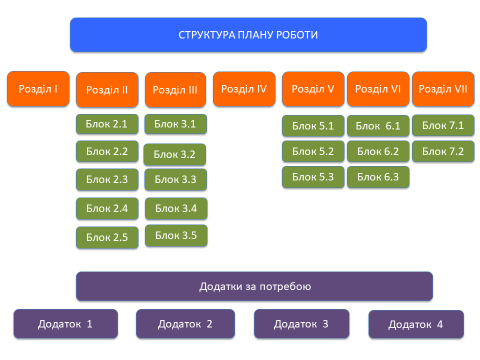 СТРУКТУРА ПЛАНУ РОБОТИ
Розділ I
Розділ II
Розділ III
Розділ IV
Розділ V
Розділ VI
Розділ VII
Блок 2.1
Блок 3.1
Блок 5.1
Блок 6.1
Блок 7.1
Блок 2.2
Блок 3.2
Блок 5.2
Блок 6.2
Блок 7.2
Блок 2.3
Блок 3.3
Блок 5.3
Блок 6.3
Блок 2.4
Блок 3.4
Блок 2.5
Блок 3.5
Додатки за потребою
Додаток 1
Додаток 2
Додаток 3
Додаток 4